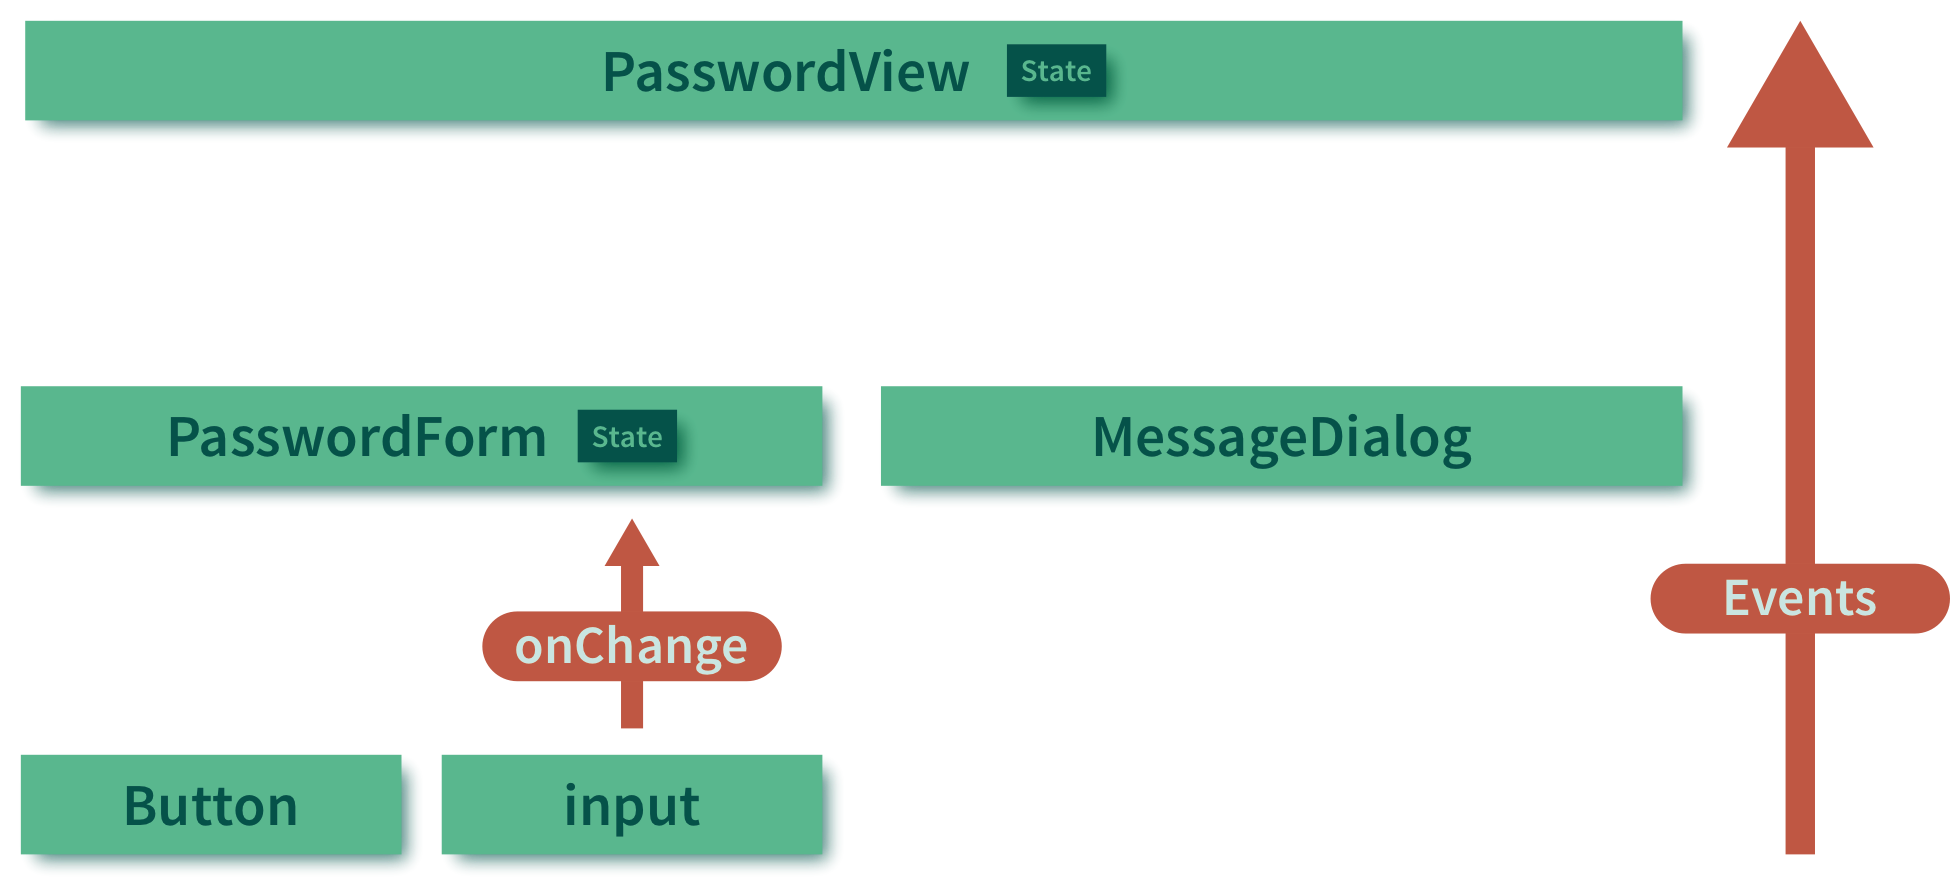 PasswordView State
PasswordForm State
MessageDialog
Events
onChange
Button
input